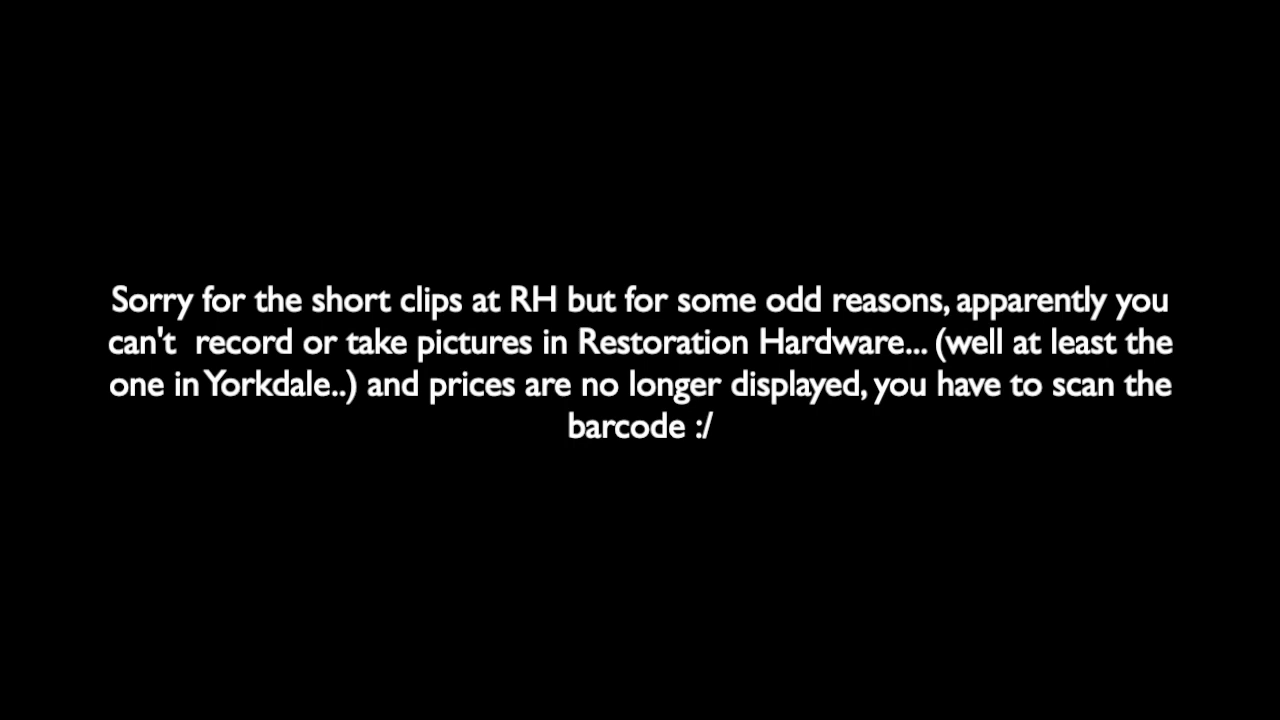 Sorry for the short clips at RH but for some odd reasons, apparently you
can't  record or take pictures in Restoration Hardware... (well at least the
one in Yorkdale..) and prices are no longer displayed, you have to scan the
barcode :/